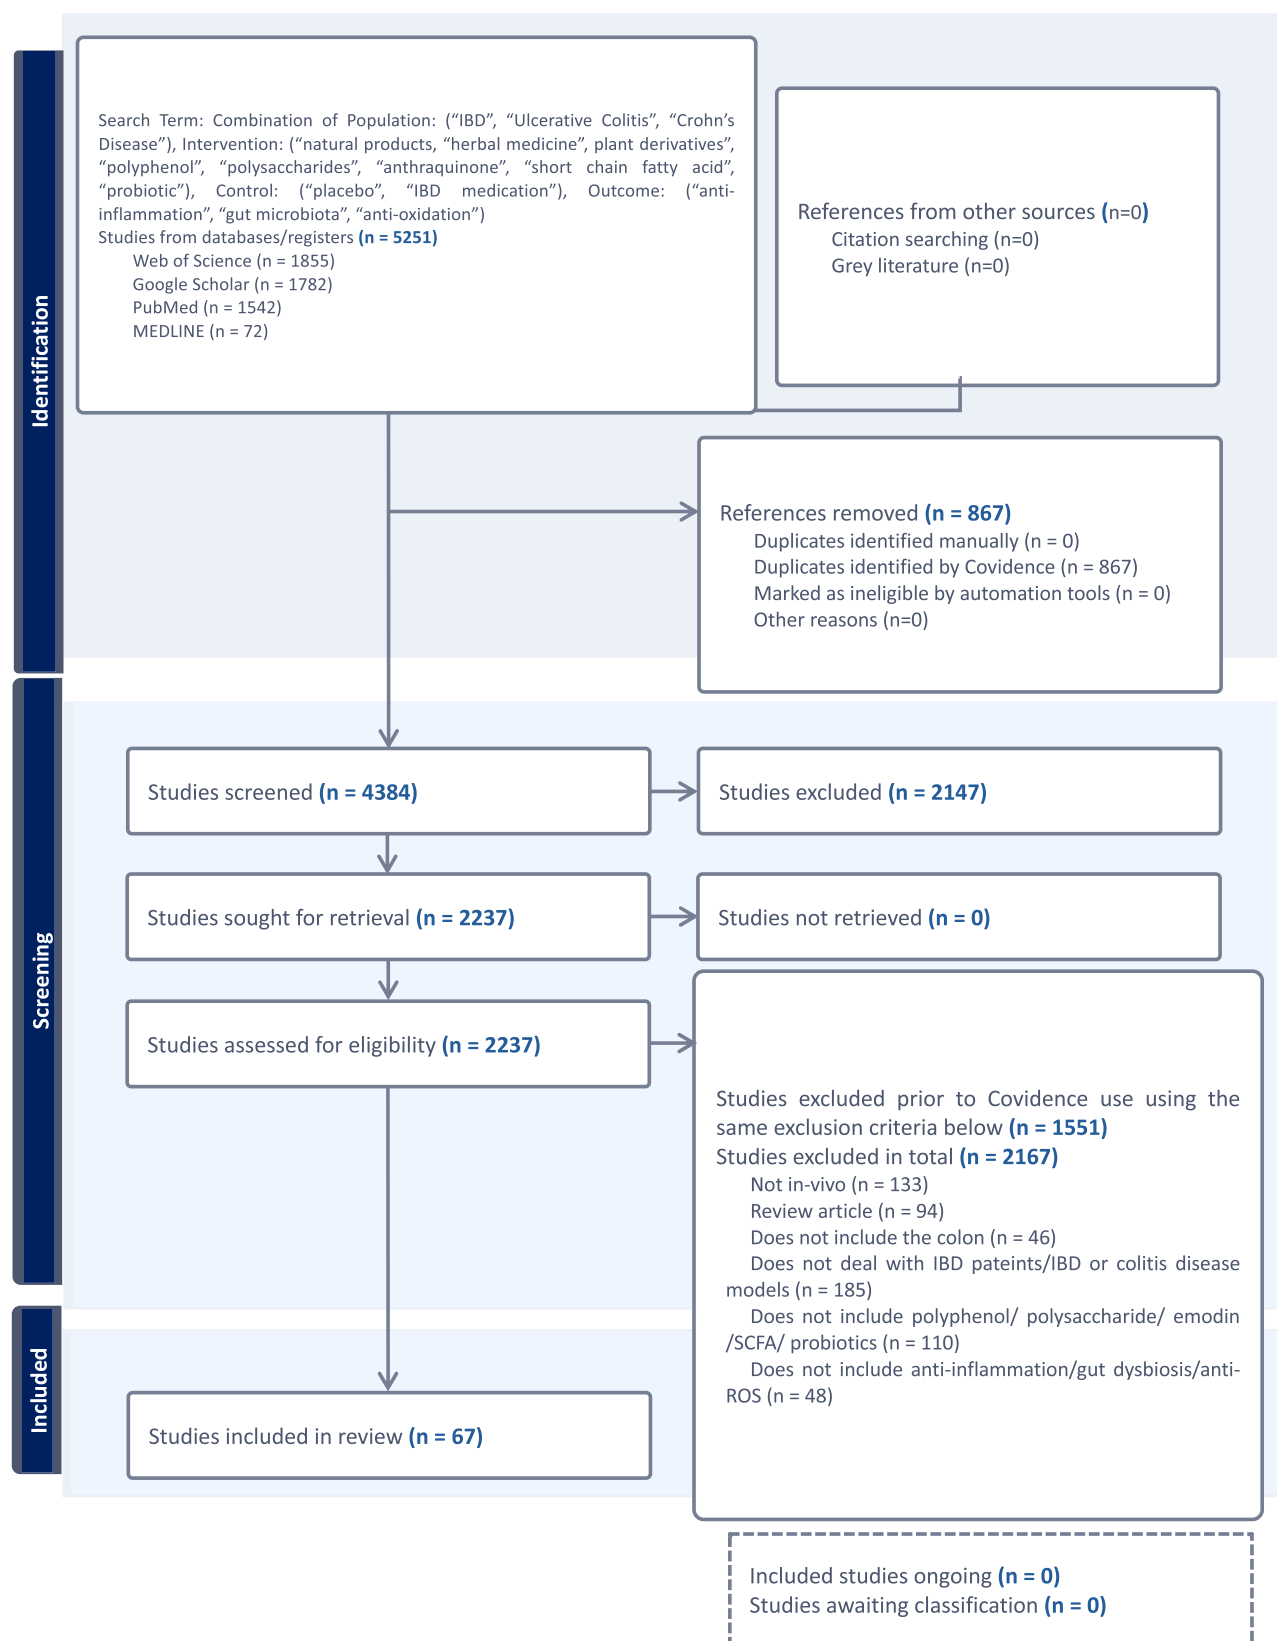 Identification
Search Term: Combination of Population: (“IBD”, “Ulcerative Colitis”, “Crohn’s
Disease”), Intervention: (“natural products, “herbal medicine”, plant derivatives”,
“polyphenol”, “polysaccharides”, “anthraquinone”, “short chain fatty acid”,
“probiotic”), Control: (“placebo”, “IBD medication”), Outcome: (“anti-
inflammation”, “gut microbiota”, “anti-oxidation”)
Studies from databases/registers (n = 5251)
Web of Science (n = 1855)
Google Scholar (n = 1782)
PubMed (n = 1542)
MEDLINE (n = 72)
References from other sources (n=0)
Citation searching (n=0)
Grey literature (n=0)
References removed (n = 867)
Duplicates identified manually (n = 0)
Duplicates identified by Covidence (n = 867)
Marked as ineligible by automation tools (n = 0)
Other reasons (n=0)
Screening
Studies screened (n = 4384)
Studies excluded (n = 2147)
Studies sought for retrieval (n = 2237)
Studies not retrieved (n = 0)
Studies assessed for eligibility (n = 2237)
Studies excluded prior to Covidence use using the
same exclusion criteria below (n = 1551)
Studies excluded in total (n = 2167)
Not in-vivo (n = 133)
Review article (n = 94)
Does not include the colon (n = 46)
Does not deal with IBD pateints/IBD or colitis disease
models (n = 185)
Does not include polyphenol/ polysaccharide/ emodin
/SCFA/ probiotics (n = 110)
Does not include anti-inflammation/gut dysbiosis/anti-
ROS (n = 48)
Included
Studies included in review (n = 67)
Included studies ongoing (n = 0)
Studies awaiting classification (n = 0)